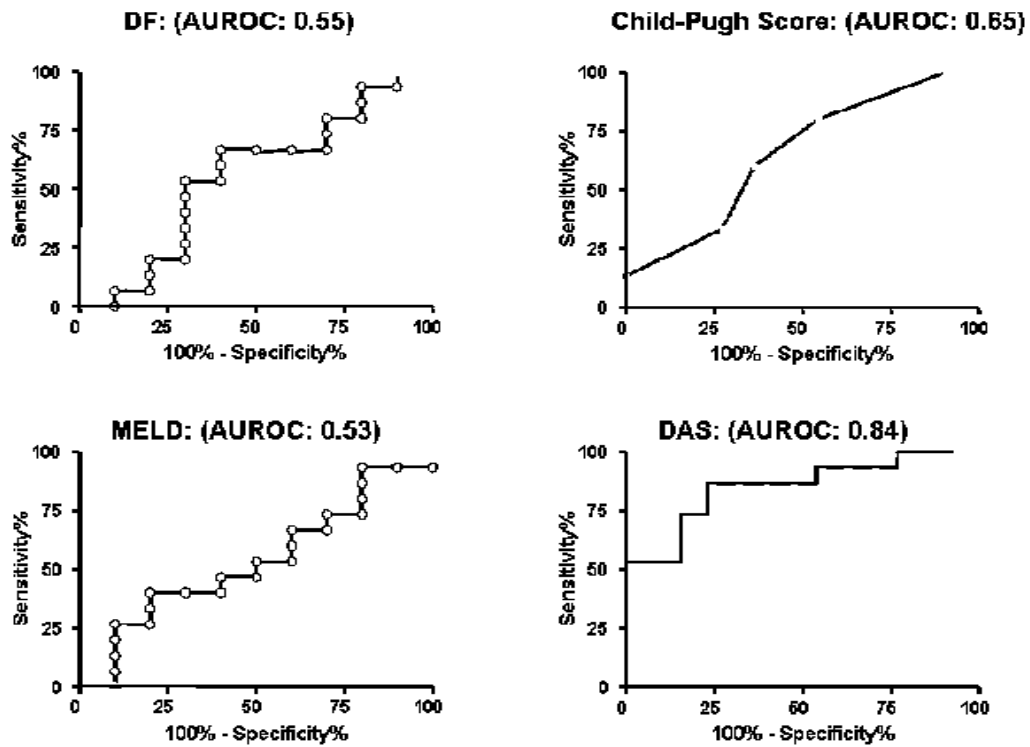 DF: (AUROC: 0.55)
100
75
50
25
0
Sensitivity%
0 25 50 75 100
100% - Specificity%
Child-Pugh Score: (AUROC: 0.65)
100
75
50
25
0
Sensitivity%
0 25 50 75 100
100% - Specificity%
MELD: (AUROC: 0.53)
100
75
50
25
0
Sensitivity%
0 25 50 75 100
100% - Specificity%
DAS: (AUROC: 0.84)
100
75
50
25
0
Sensitivity%
0 25 50 75 100
100% - Specificity%